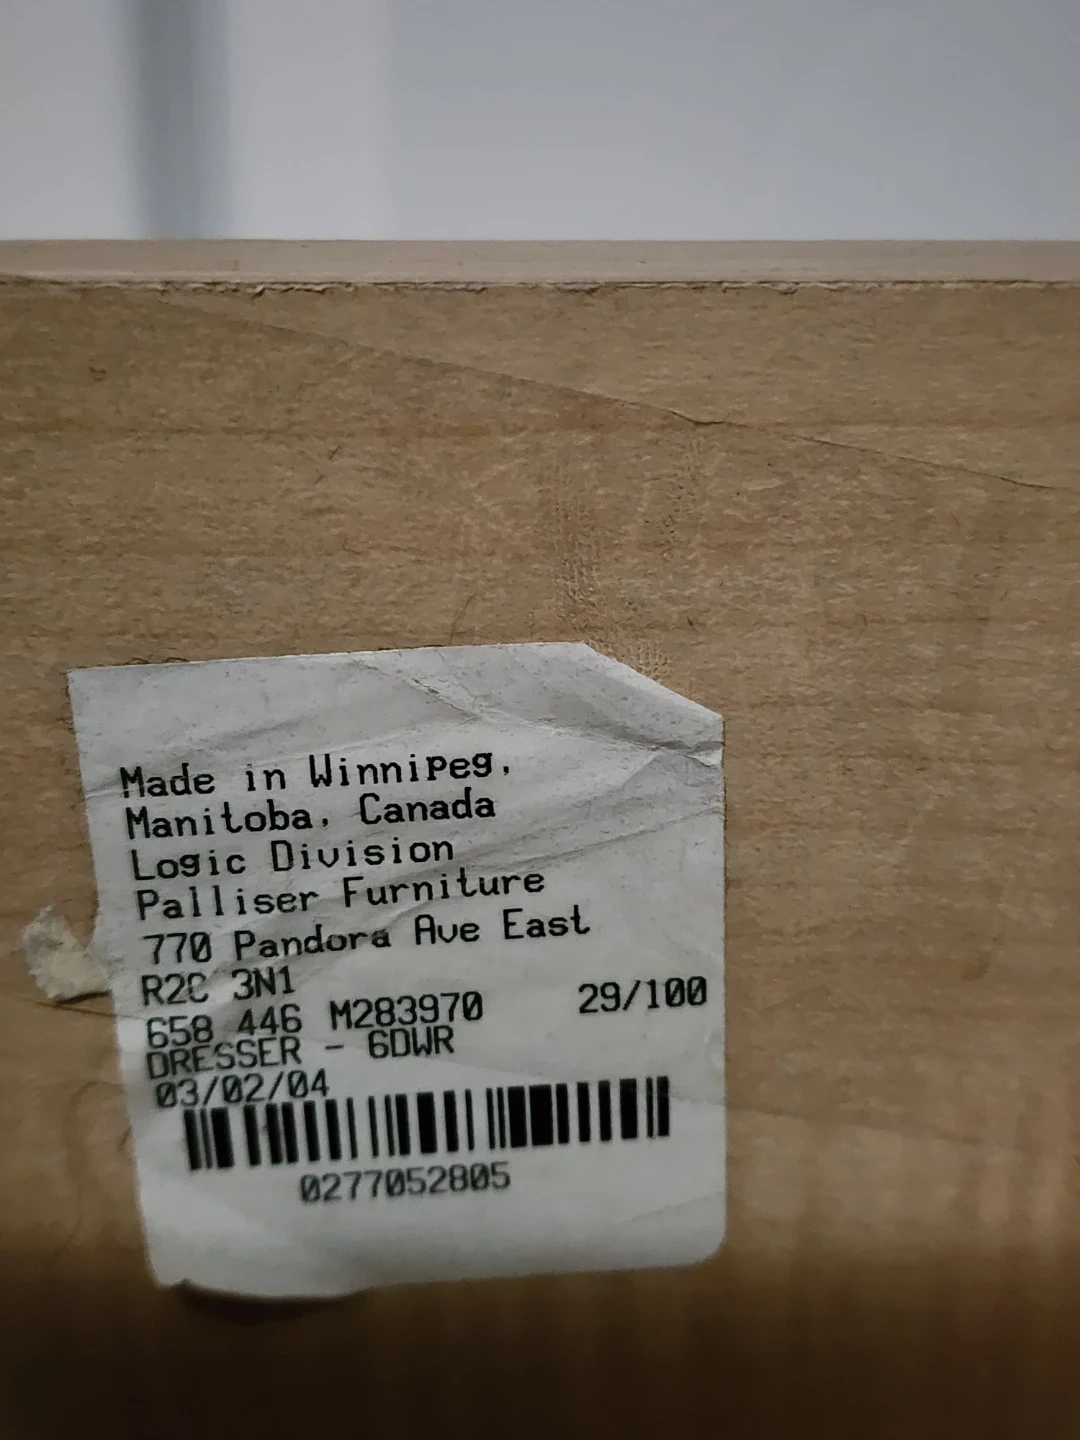 Made in Winnipeg,
Manitoba, Canada
Logic Division
Palliser Furniture
770 Pandora Ave East
R2C 3N1
658 446 M283970 29/100
DRESSER - 6DWR
03/02/04
0277052805